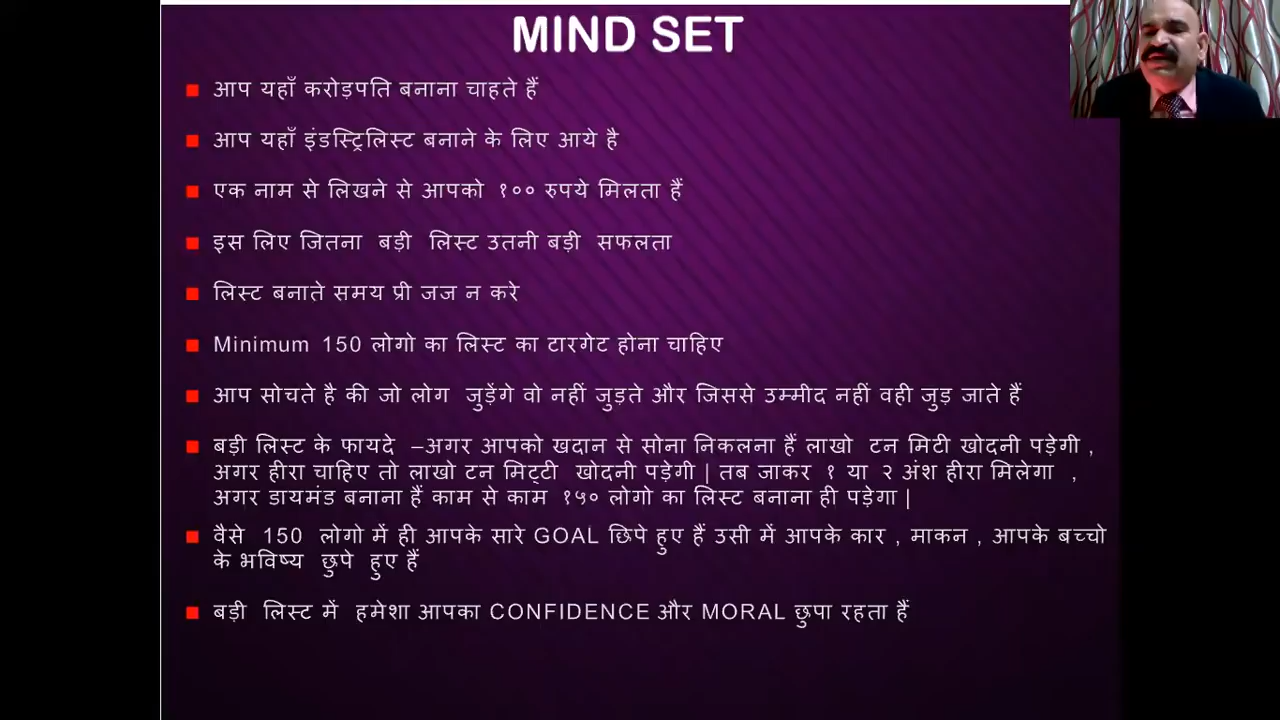 MIND SET
आप यहाँ करोड़पति बनाना चाहते हैं
आप यहाँ इंडस्ट्रिलिस्ट बनाने के लिए आये है
एक नाम से लिखने से आपको १०० रुपये मिलता हैं
इस लिए जितना बड़ी लिस्ट उतनी बड़ी सफलता
लिस्ट बनाते समय प्री जज न करे
Minimum 150 लोगो का लिस्ट का टारगेट होना चाहिए
आप सोचते है की जो लोग जुड़ेंगे वो नहीं जुड़ते और जिससे उम्मीद नहीं वही जुड़ जाते हैं
बड़ी लिस्ट के फायदे –अगर आपको खदान से सोना निकलना हैं लाखो टन मिटी खोदनी पड़ेगी ,
अगर हीरा चाहिए तो लाखो टन मिट्टी खोदनी पड़ेगी | तब जाकर १ या २ अंश हीरा मिलेगा ,
अगर डायमंड बनाना हैं काम से काम १५० लोगो का लिस्ट बनाना ही पड़ेगा |
वैसे 150 लोगो में ही आपके सारे GOAL छिपे हुए हैं उसी में आपके कार , माकन , आपके बच्चो
के भविष्य छुपे हुए हैं
बड़ी लिस्ट में हमेशा आपका CONFIDENCE और MORAL छुपा रहता हैं